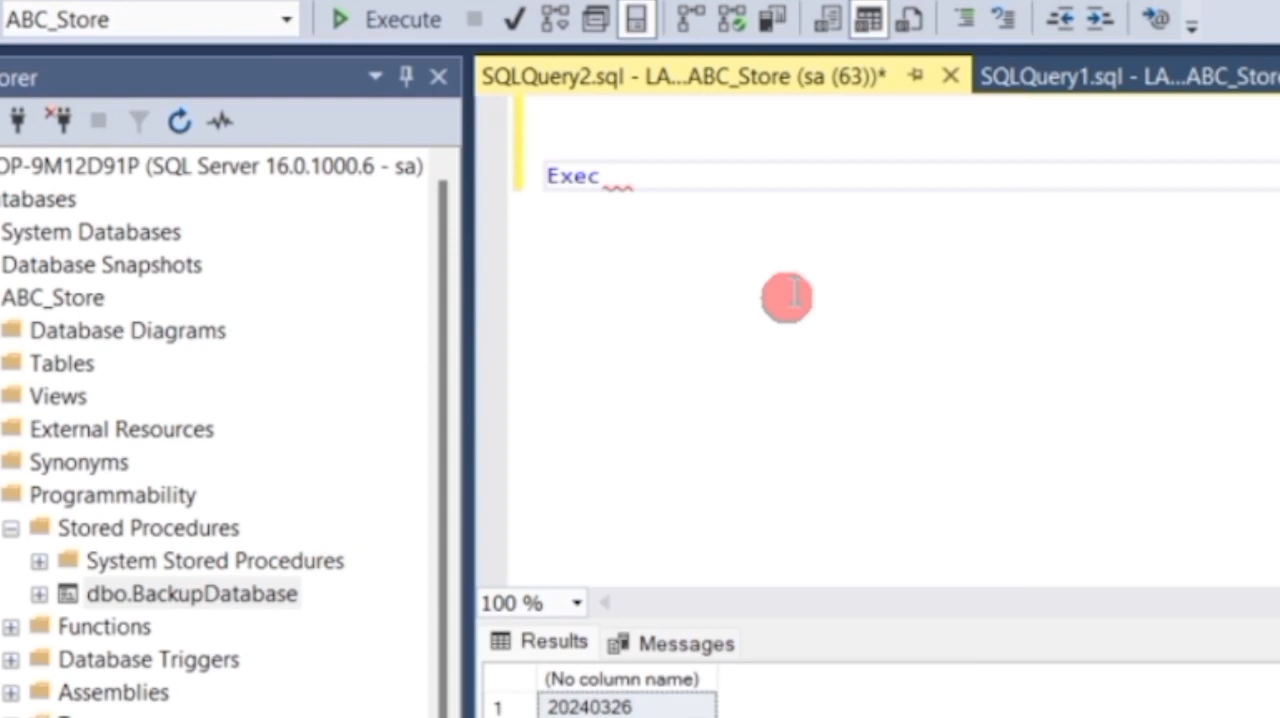 ABC_Store
Execute
orer
SQLQuery2.sql - LA...ABC_Store (sa (63))*
SQLQuery1.sql - LA...ABC_Store
OP-9M12D91P (SQL Server 16.0.1000.6 - sa)
tabases
System Databases
Database Snapshots
ABC_Store
Database Diagrams
Tables
Views
External Resources
Synonyms
Programmability
Stored Procedures
System Stored Procedures
dbo.BackupDatabase
Functions
Database Triggers
Assemblies
Exec
100 %
Results
Messages
(No column name)
1 20240326